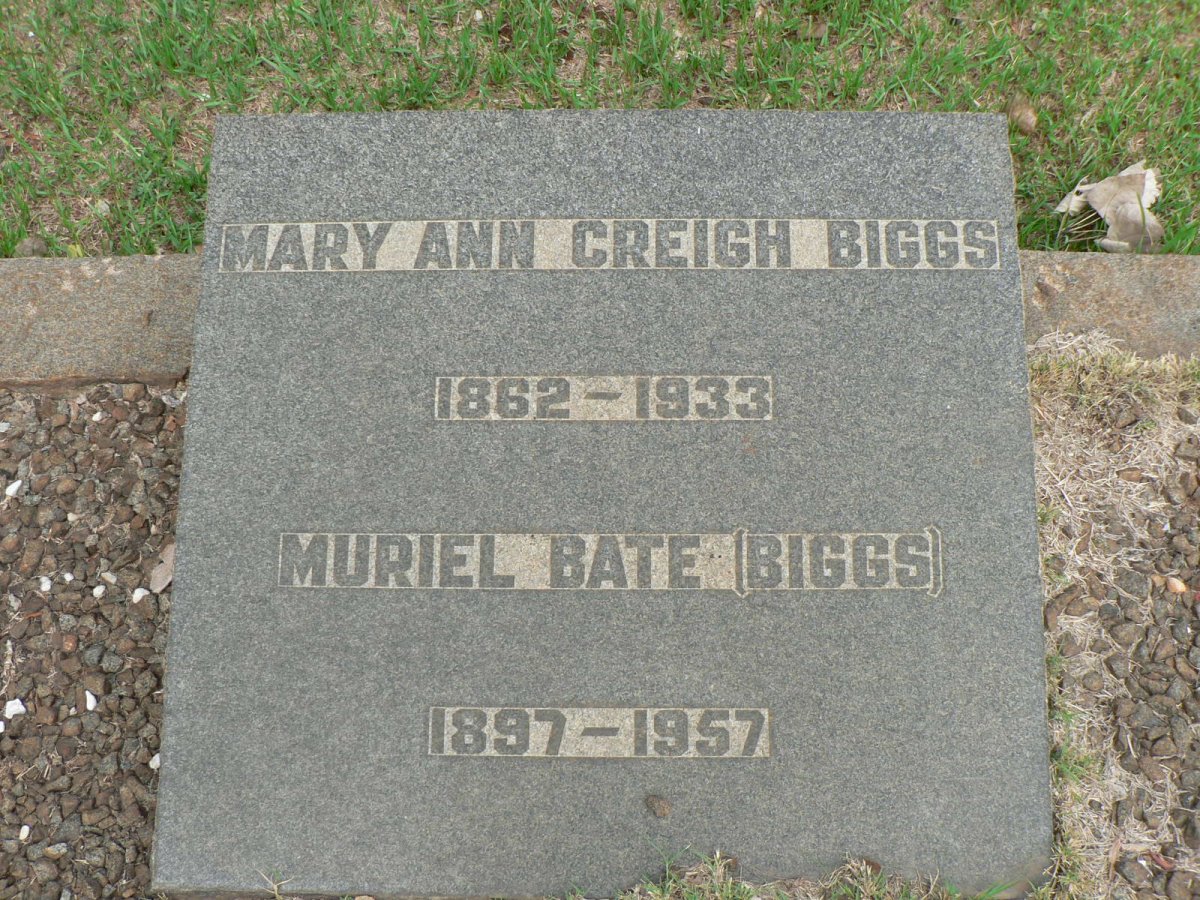 MARY ANN CREIGH BIGGS
1862 - 1933
MURIEL BATE (BIGGS)
1897 - 1957